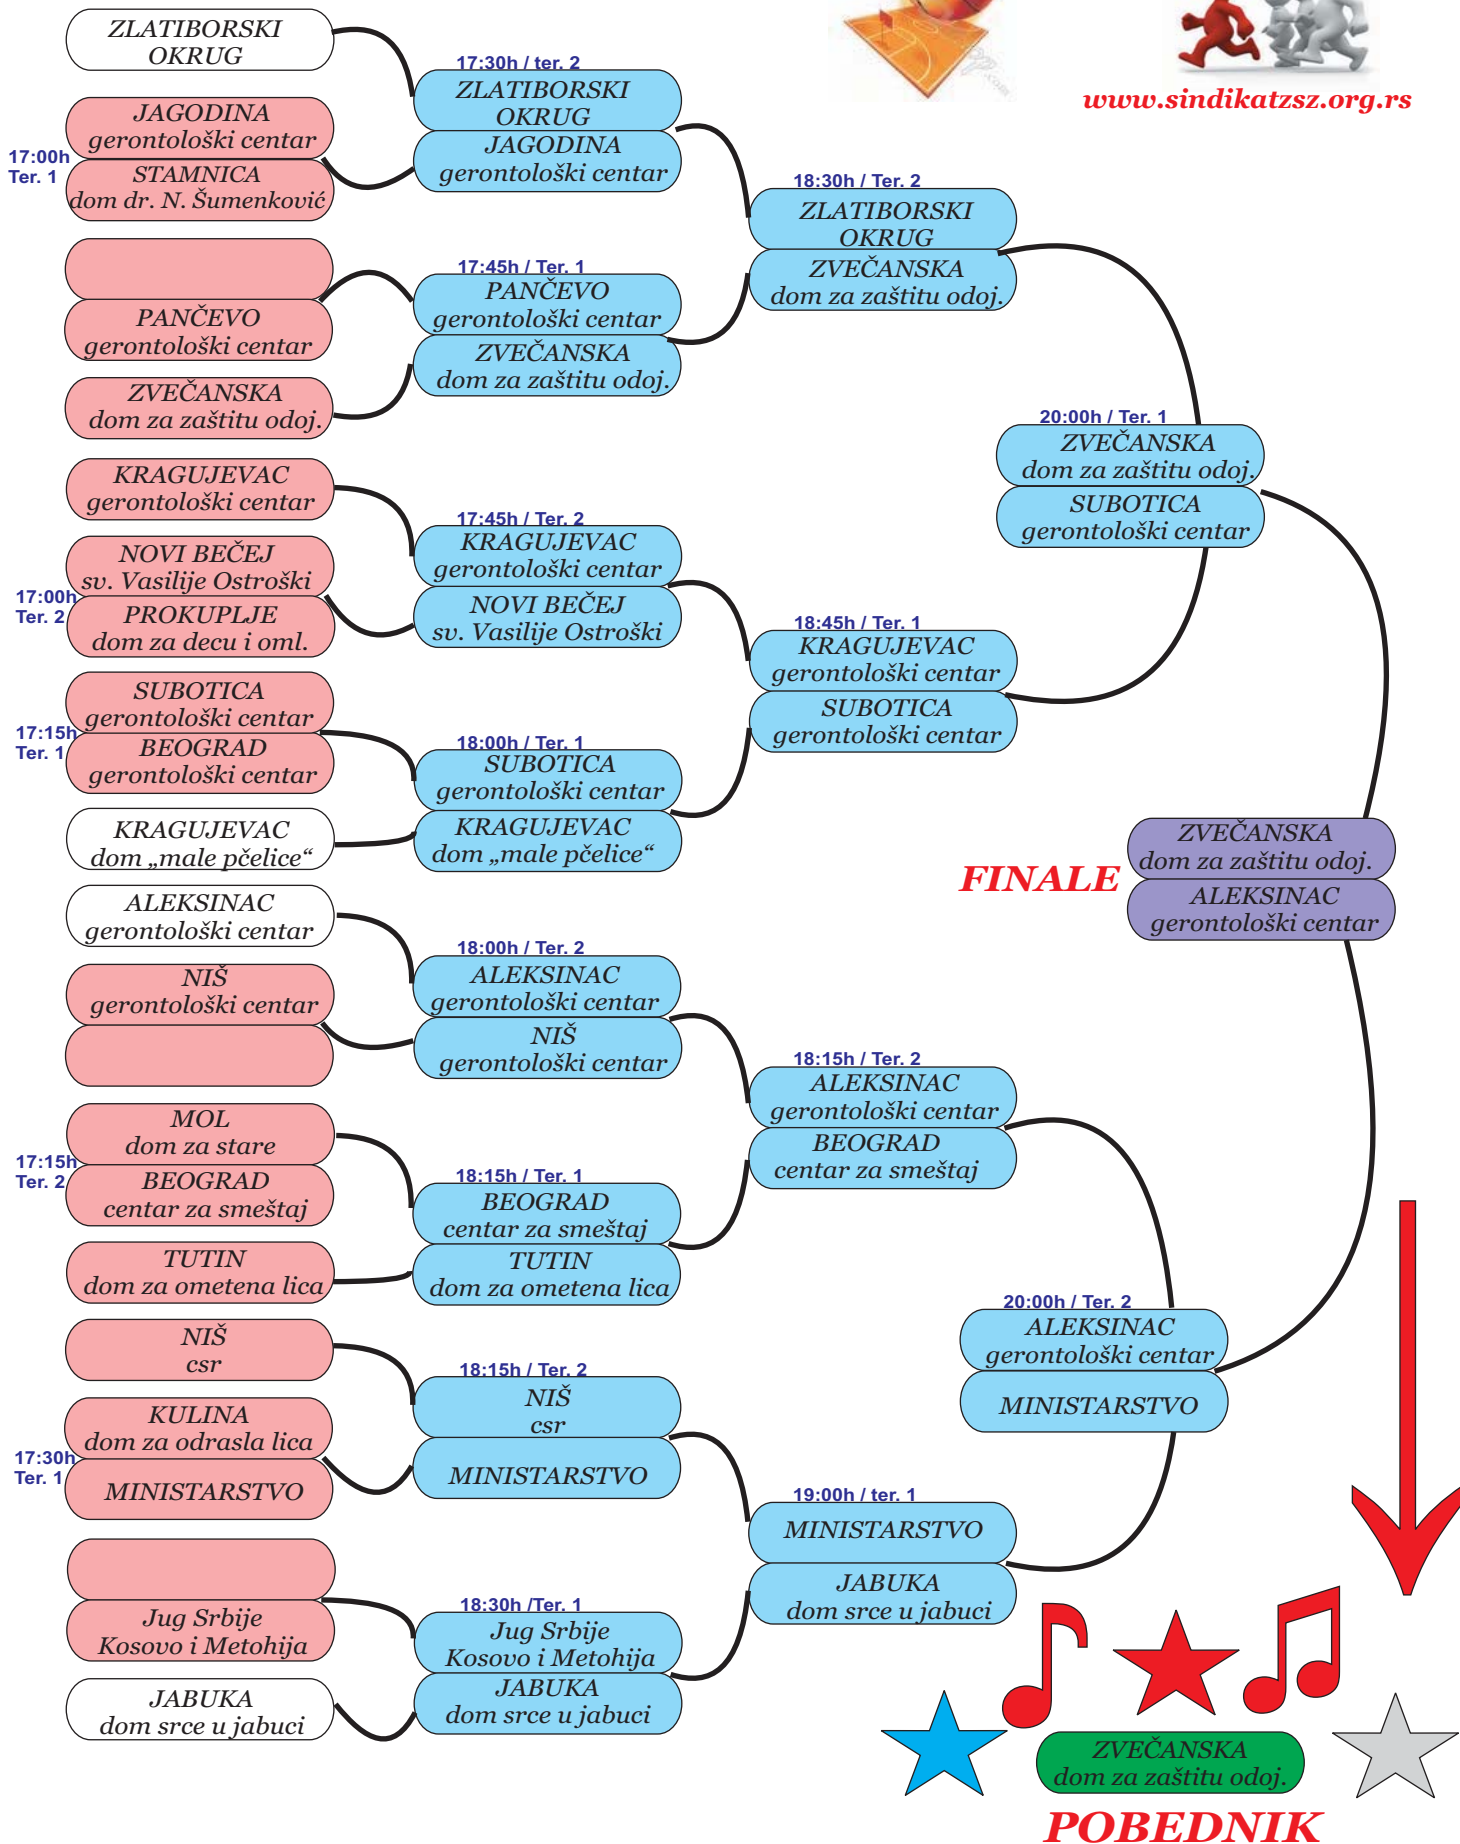 www.sindikatzsz.org.rs
ZLATIBORSKI
OKRUG
17:00h
Ter. 1
JAGODINA
gerontološki centar
STAMNICA
dom dr. N. Šumenković
PANČEVO
gerontološki centar
ZVEČANSKA
dom za zaštitu odoj.
KRAGUJEVAC
gerontološki centar
17:00h
Ter. 2
NOVI BEČEJ
sv. Vasilije Ostroški
PROKUPLJE
dom za decu i oml.
17:15h
Ter. 1
SUBOTICA
gerontološki centar
BEOGRAD
gerontološki centar
KRAGUJEVAC
dom „male pčelice“
ALEKSINAC
gerontološki centar
NIŠ
gerontološki centar
17:15h
Ter. 2
MOL
dom za stare
BEOGRAD
centar za smeštaj
TUTIN
dom za ometena lica
NIŠ
csr
17:30h
Ter. 1
KULINA
dom za odrasla lica
MINISTARSTVO
Jug Srbije
Kosovo i Metohija
JABUKA
dom srce u jabuci
17:30h / ter. 2
ZLATIBORSKI
OKRUG
JAGODINA
gerontološki centar
17:45h / Ter. 1
PANČEVO
gerontološki centar
ZVEČANSKA
dom za zaštitu odoj.
17:45h / Ter. 2
KRAGUJEVAC
gerontološki centar
NOVI BEČEJ
sv. Vasilije Ostroški
18:00h / Ter. 1
SUBOTICA
gerontološki centar
KRAGUJEVAC
dom „male pčelice“
18:00h / Ter. 2
ALEKSINAC
gerontološki centar
NIŠ
gerontološki centar
18:15h / Ter. 1
BEOGRAD
centar za smeštaj
TUTIN
dom za ometena lica
18:15h / Ter. 2
NIŠ
csr
MINISTARSTVO
18:30h /Ter. 1
Jug Srbije
Kosovo i Metohija
JABUKA
dom srce u jabuci
18:30h / Ter. 2
ZLATIBORSKI
OKRUG
ZVEČANSKA
dom za zaštitu odoj.
18:45h / Ter. 1
KRAGUJEVAC
gerontološki centar
SUBOTICA
gerontološki centar
18:15h / Ter. 2
ALEKSINAC
gerontološki centar
BEOGRAD
centar za smeštaj
19:00h / ter. 1
MINISTARSTVO
JABUKA
dom srce u jabuci
20:00h / Ter. 1
ZVEČANSKA
dom za zaštitu odoj.
SUBOTICA
gerontološki centar
20:00h / Ter. 2
ALEKSINAC
gerontološki centar
MINISTARSTVO
FINALE
ZVEČANSKA
dom za zaštitu odoj.
ALEKSINAC
gerontološki centar
ZVEČANSKA
dom za zaštitu odoj.
POBEDNIK